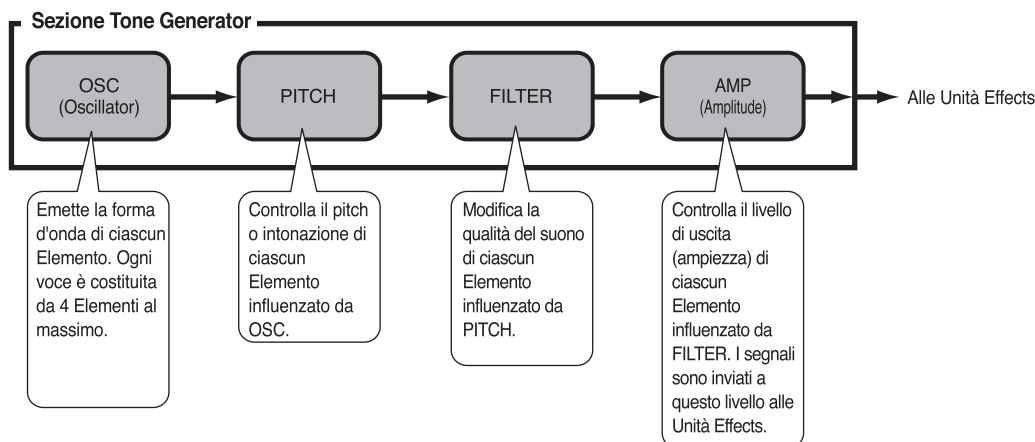 Sezione Tone Generator
OSC
(Oscillator)
PITCH
FILTER
AMP
(Amplitude)
Alle Unità Effects
Emette la forma
d'onda di ciascun
Elemento. Ogni
voce è costituita
da 4 Elementi al
massimo.
Controlla il pitch
o intonazione di
ciascun
Elemento
influenzato da
OSC.
Modifica la
qualità del suono
di ciascun
Elemento
influenzato da
PITCH.
Controlla il livello
di uscita
(ampiezza) di
ciascun
Elemento
influenzato da
FILTER. I segnali
sono inviati a
questo livello alle
Unità Effects.